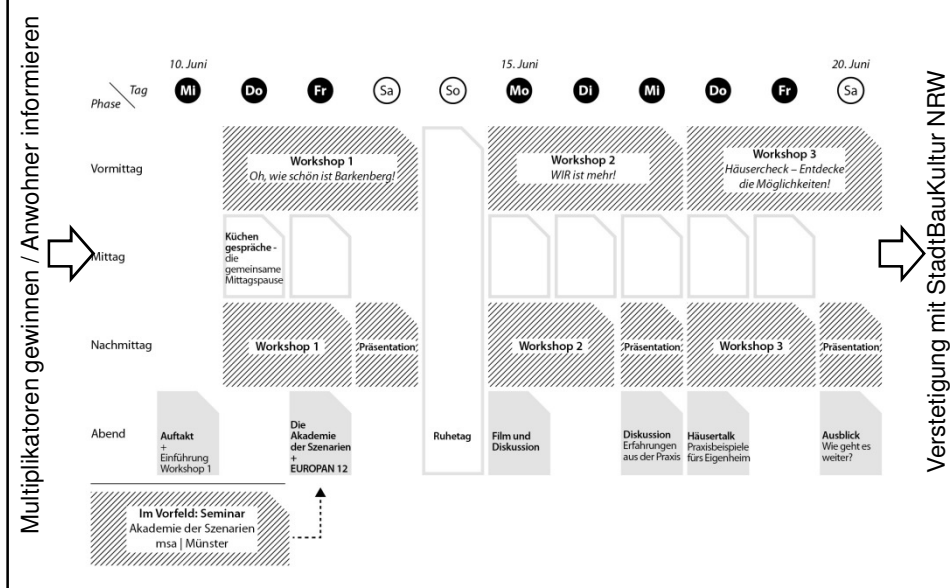 Multiplikatoren gewinnen / Anwohner informieren
10. Juni
15. Juni
20. Juni
Tag
Phase
Mi
Do
Fr
Sa
So
Mo
Di
Mi
Do
Fr
Sa
Vormittag
Workshop 1
Oh, wie schön ist Barkenberg!
Workshop 2
WIR ist mehr!
Workshop 3
Häusercheck – Entdecke
die Möglichkeiten!
Mittag
Küchen
gespräche -
die
gemeinsame
Mittagspause
Nachmittag
Workshop 1
Präsentation
Workshop 2
Präsentation
Workshop 3
Präsentation
Abend
Auftakt
+
Einführung
Workshop 1
Die
Akademie
der Szenarien
+
EUROPAN 12
Ruhetag
Film und
Diskussion
Diskussion
Erfahrungen
aus der Praxis
Häusertalk
Praxisbeispiele
fürs Eigenheim
Ausblick
Wie geht es
weiter?
Im Vorfeld: Seminar
Akademie der Szenarien
msa | Münster
Verstetigung mit StadtBauKultur NRW